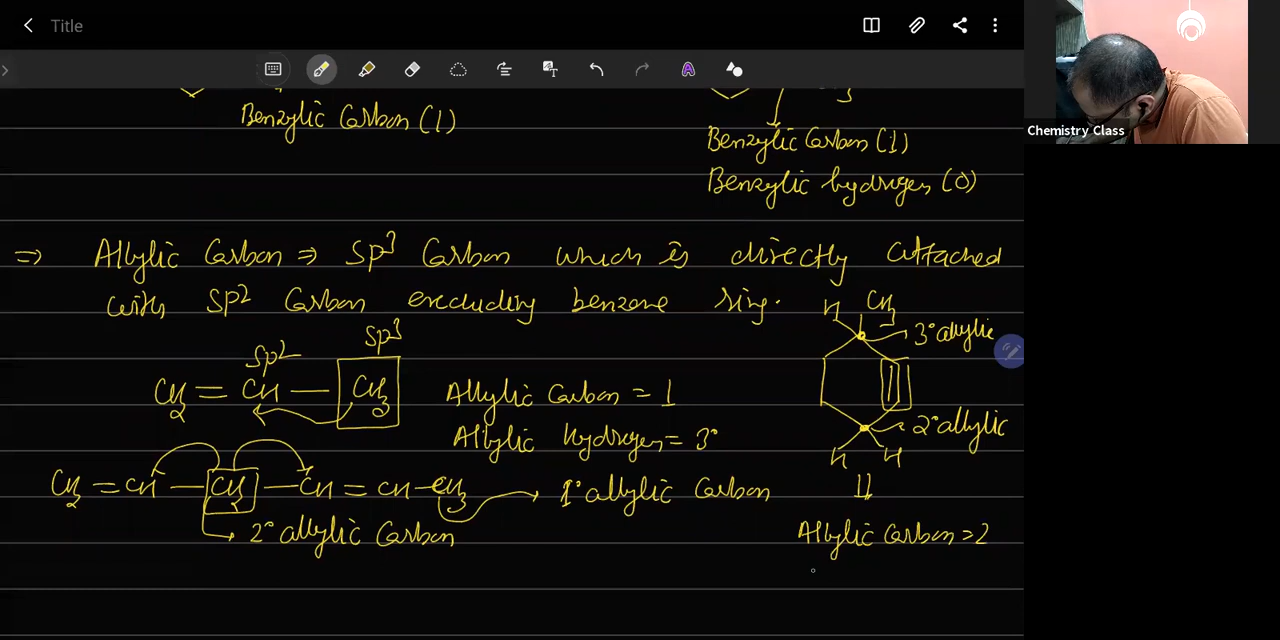 Title
Chemistry Class
Benzylic Carbon (1)
Benzylic Carbon (1)
Benzylic hydrogen (0)
⇒ Allylic Carbon ⇒ Sp³ Carbon which is directly attached
with Sp² Carbon excluding benzene ring.
H CH₃
3° allylic
Sp² Sp³
CH₂ = CH — CH₃
Allylic Carbon = 1
Allylic hydrogen = 3°
2° allylic
H H
CH₂ = CH — CH₂ — CH = CH — CH₃ → 1° allylic Carbon
2° allylic Carbon
Allylic Carbon = 2